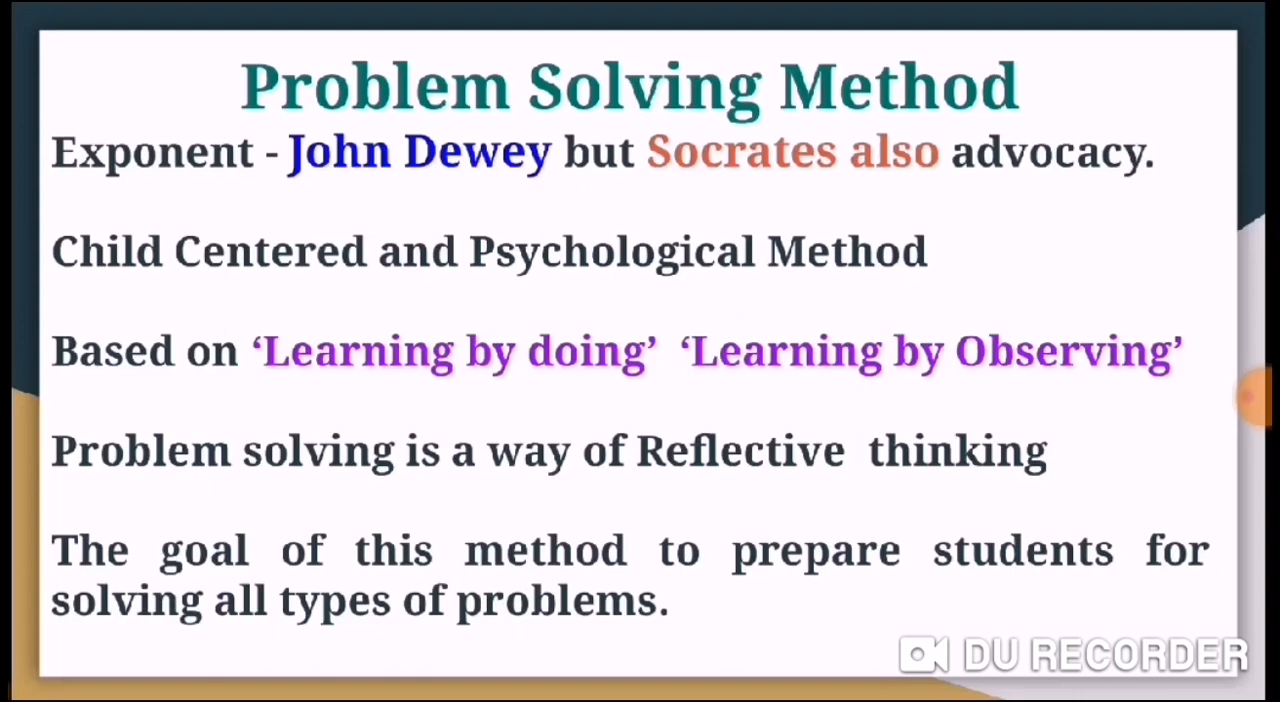 Problem Solving Method
Exponent - John Dewey but Socrates also advocacy.
Child Centered and Psychological Method
Based on ‘Learning by doing’ ‘Learning by Observing’
Problem solving is a way of Reflective thinking
The goal of this method to prepare students for
solving all types of problems.
DU RECORDER